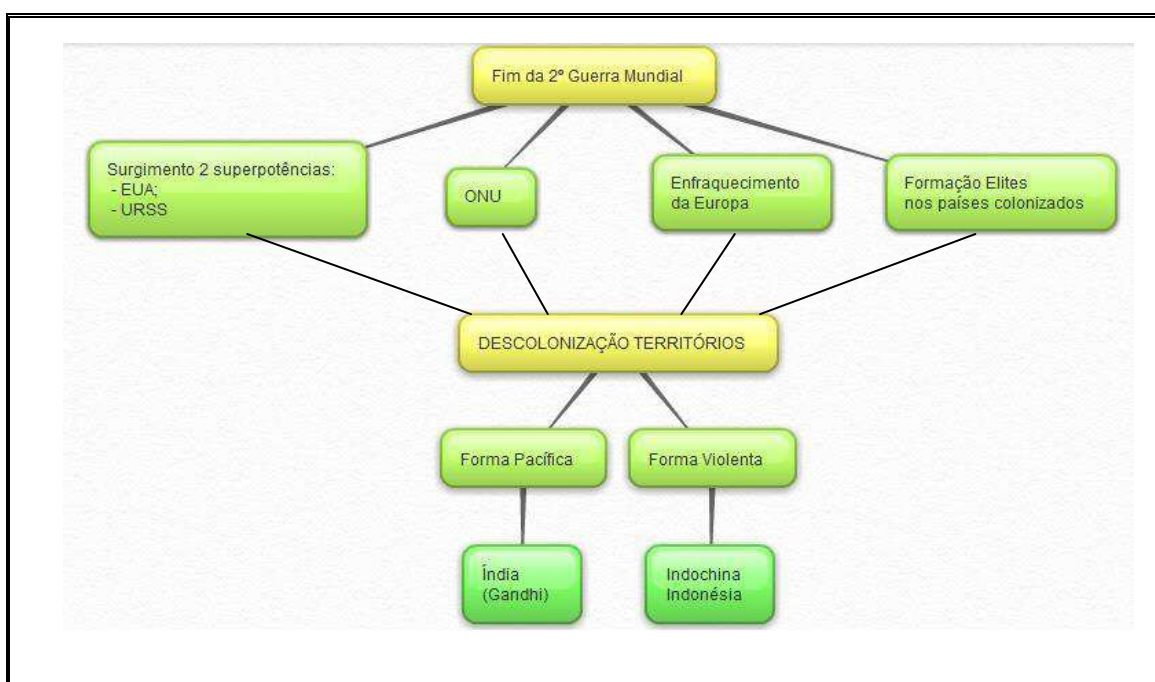 Fim da 2º Guerra Mundial
Surgimento 2 superpotências:
- EUA;
- URSS
ONU
Enfraquecimento
da Europa
Formação Elites
nos países colonizados
DESCOLONIZAÇÃO TERRITÓRIOS
Forma Pacífica
Forma Violenta
Índia
(Gandhi)
Indochina
Indonésia